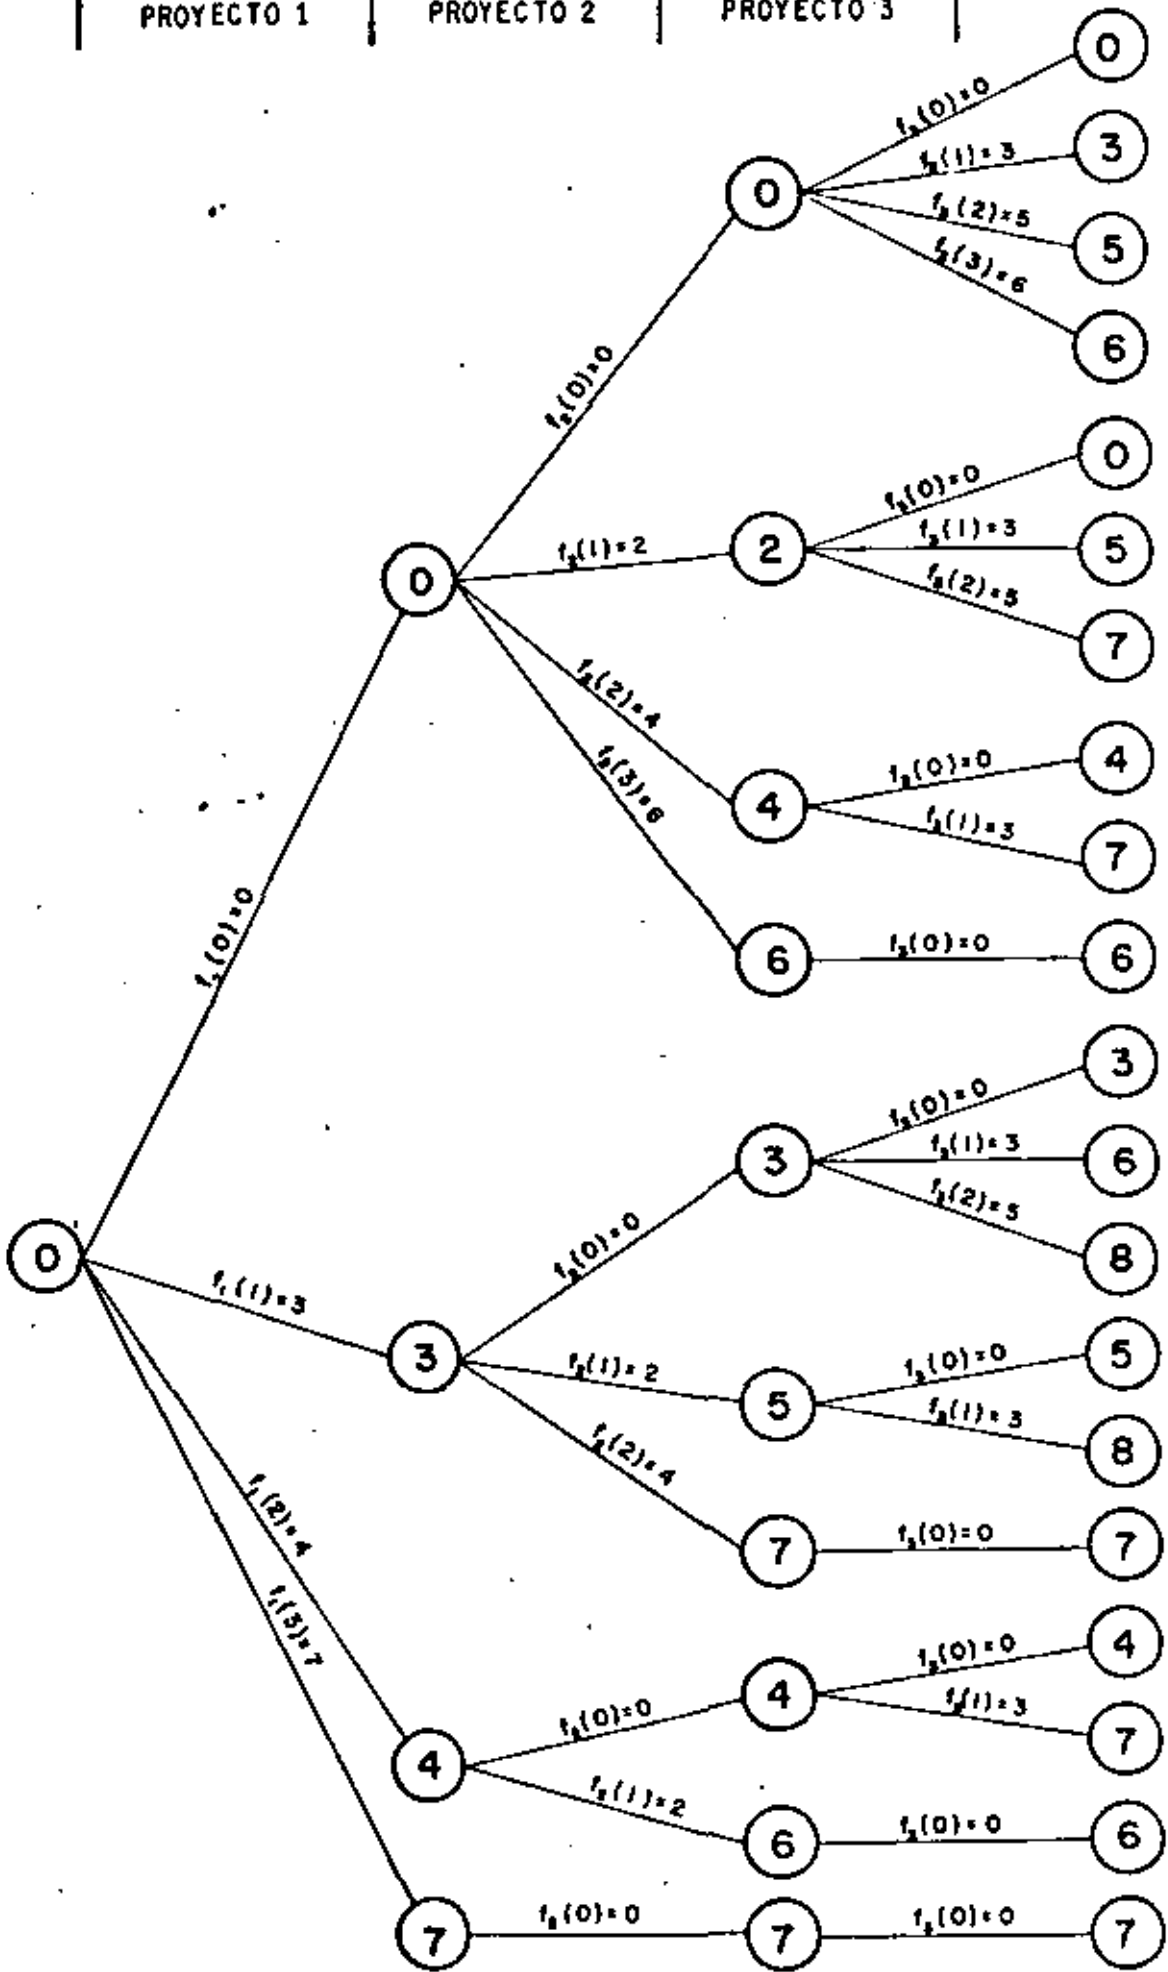 PROYECTO 1 PROYECTO 2 PROYECTO 3
0
f₃(0)=0
3
f₃(1)=3
0
f₃(2)=5
5
f₃(3)=6
6
f₂(0)=0
0
f₃(0)=0
f₃(1)=3
5
f₂(1)=2
2
0
f₃(2)=5
7
f₂(2)=4
4
f₃(0)=0
f₂(3)=6
4
f₃(1)=3
7
f₁(0)=0
6
f₃(0)=0
6
3
f₃(0)=0
3
f₃(1)=3
6
f₃(2)=5
f₂(0)=0
0
8
f₁(1)=3
3
f₂(1)=2
f₃(0)=0
5
5
f₃(1)=3
8
f₂(2)=4
f₁(2)=4
7
f₃(0)=0
7
f₁(3)=7
4
f₃(0)=0
4
f₃(1)=3
f₂(0)=0
7
4
f₂(1)=2
6
f₃(0)=0
6
7
f₂(0)=0
7
f₃(0)=0
7